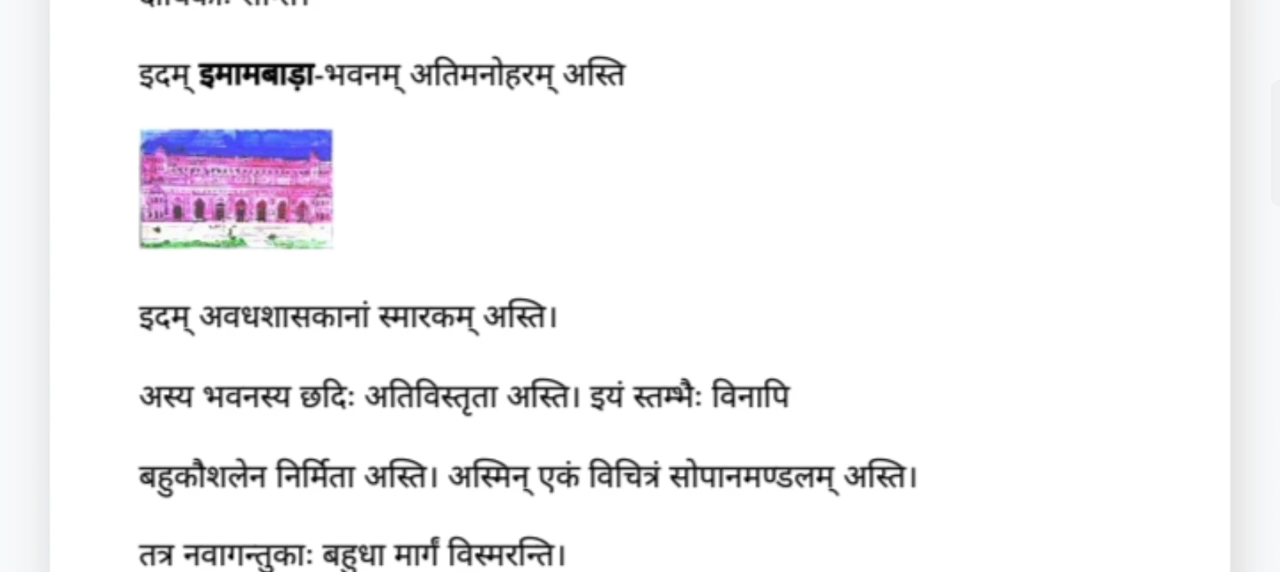 इदम् इमामबाड़ा-भवनम् अतिमनोहरम् अस्ति
इदम् अवधशासकानां स्मारकम् अस्ति।
अस्य भवनस्य छदिः अतिविस्तृता अस्ति। इयं स्तम्भैः विनापि
बहुकौशलेन निर्मिता अस्ति। अस्मिन् एकं विचित्रं सोपानमण्डलम् अस्ति।
तत्र नवागन्तुकाः बहुधा मार्गं विस्मरन्ति।